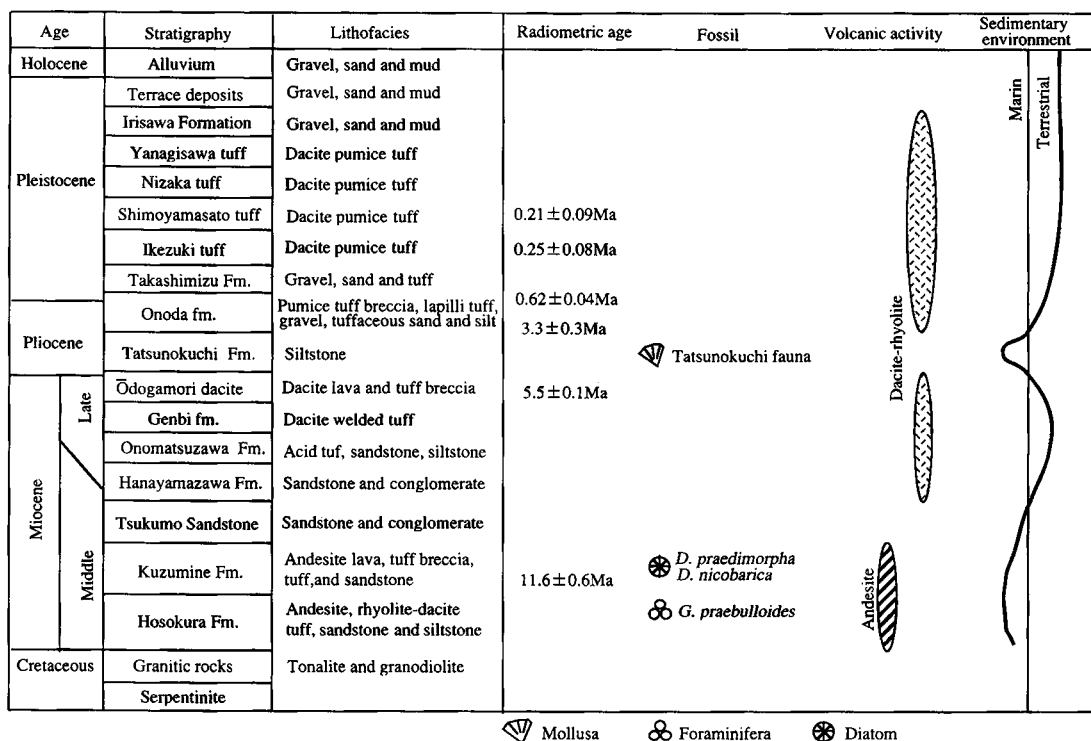 Age Stratigraphy Lithofacies Radiometric age Fossil Volcanic activity Sedimentary
environment
Holocene Alluvium Gravel, sand and mud
Marin
Terrestrial
Pleistocene
Terrace deposits Gravel, sand and mud
Irisawa Formation Gravel, sand and mud
Yanagisawa tuff Dacite pumice tuff
Nizaka tuff Dacite pumice tuff
Shimoyamasato tuff Dacite pumice tuff 0.21±0.09Ma
Ikezuki tuff Dacite pumice tuff 0.25±0.08Ma
Takashimizu Fm. Gravel, sand and tuff
0.62±0.04Ma
Pliocene
Onoda fm. Pumice tuff breccia, lapilli tuff,
gravel, tuffaceous sand and silt
3.3±0.3Ma
Tatsunokuchi Fm. Siltstone Tatsunokuchi fauna
Dacite-rhyolite
Miocene
Late
Ōdogamori dacite Dacite lava and tuff breccia 5.5±0.1Ma
Genbi fm. Dacite welded tuff
Onomatsuzawa Fm. Acid tuf, sandstone, siltstone
Hanayamazawa Fm. Sandstone and conglomerate
Middle
Tsukumo Sandstone Sandstone and conglomerate
Kuzumine Fm. Andesite lava, tuff breccia,
tuff,and sandstone
11.6±0.6Ma
D. praedimorpha
D. nicobarica
Andesite
Hosokura Fm. Andesite, rhyolite-dacite
tuff, sandstone and siltstone
G. praebulloides
Cretaceous Granitic rocks Tonalite and granodiolite
Serpentinite
Mollusa Foraminifera Diatom